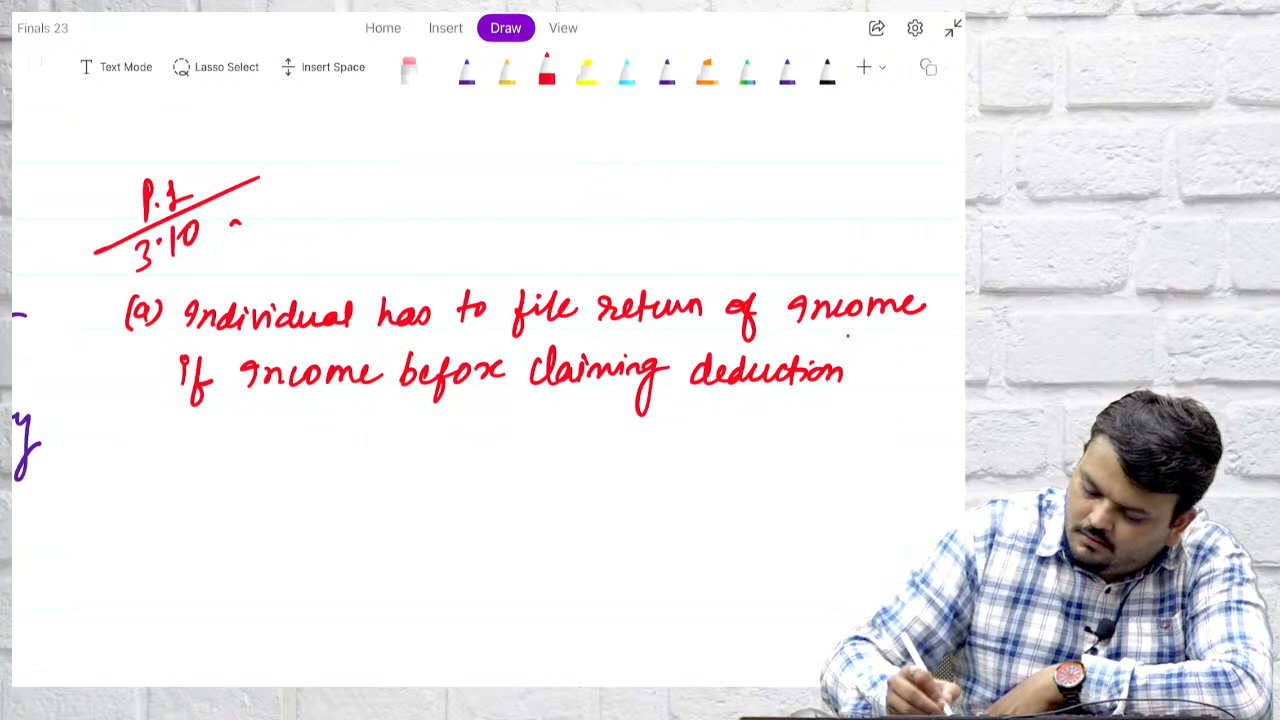 Finals 23
Home Insert Draw View
Text Mode Lasso Select Insert Space
P.1
3.10
(a) Individual has to file return of Income
if Income before claiming deduction
y